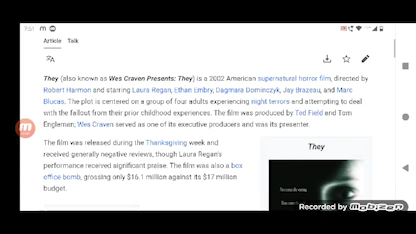 3:51
Article Talk
They (also known as Wes Craven Presents: They) is a 2002 American supernatural horror film, directed by
Robert Harmon and starring Laura Regan, Ethan Embry, Dagmara Dominczyk, Jay Brazeau, and Marc
Blucas. The plot is centered on a group of four adults experiencing night terrors and attempting to deal
with the fallout from their prior childhood experiences. The film was produced by Ted Field and Tom
Engleman; Wes Craven served as one of its executive producers and was its presenter.
The film was released during the Thanksgiving week and
received generally negative reviews, though Laura Regan's
performance received significant praise. The film was also a box
office bomb, grossing only $16.1 million against its $17 million
budget.
They
Recorded by Mobizen